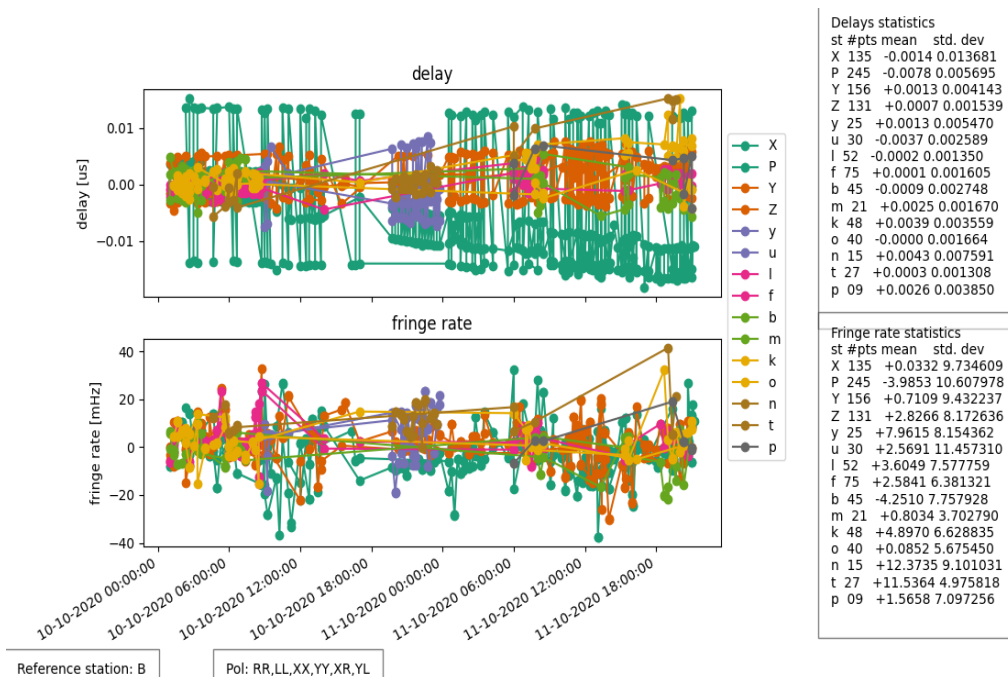 Delays statistics
st #pts mean std. dev
X 135 -0.0014 0.013681
P 245 -0.0078 0.005695
Y 156 +0.0013 0.004143
Z 131 +0.0007 0.001539
y 25 +0.0013 0.005470
u 30 -0.0037 0.002589
l 52 -0.0002 0.001350
f 75 +0.0001 0.001605
b 45 -0.0009 0.002748
m 21 +0.0025 0.001670
k 48 +0.0039 0.003559
o 40 -0.0000 0.001664
n 15 +0.0043 0.007591
t 27 +0.0003 0.001308
p 09 +0.0026 0.003850
delay
0.01
0.00
−0.01
delay [us]
X
P
Y
Z
y
u
l
f
b
m
k
o
n
t
p
fringe rate
40
20
0
−20
−40
fringe rate [mHz]
10-10-2020 00:00:00
10-10-2020 06:00:00
10-10-2020 12:00:00
10-10-2020 18:00:00
11-10-2020 00:00:00
11-10-2020 06:00:00
11-10-2020 12:00:00
11-10-2020 18:00:00
Fringe rate statistics
st #pts mean std. dev
X 135 +0.0332 9.734609
P 245 -3.9853 10.607978
Y 156 +0.7109 9.432237
Z 131 +2.8266 8.172636
y 25 +7.9615 8.154362
u 30 +2.5691 11.457310
l 52 +3.6049 7.577759
f 75 +2.5841 6.381321
b 45 -4.2510 7.757928
m 21 +0.8034 3.702790
k 48 +4.8970 6.628835
o 40 +0.0852 5.675450
n 15 +12.3735 9.101031
t 27 +11.5364 4.975818
p 09 +1.5658 7.097256
Reference station: B
Pol: RR,LL,XX,YY,XR,YL